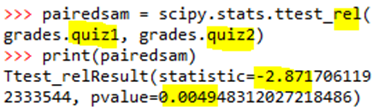 >>> pairedsam = scipy.stats.ttest_rel(
grades.quiz1, grades.quiz2)
>>> print(pairedsam)
Ttest_relResult(statistic=-2.871706119
2333544, pvalue=0.004948312027218486)